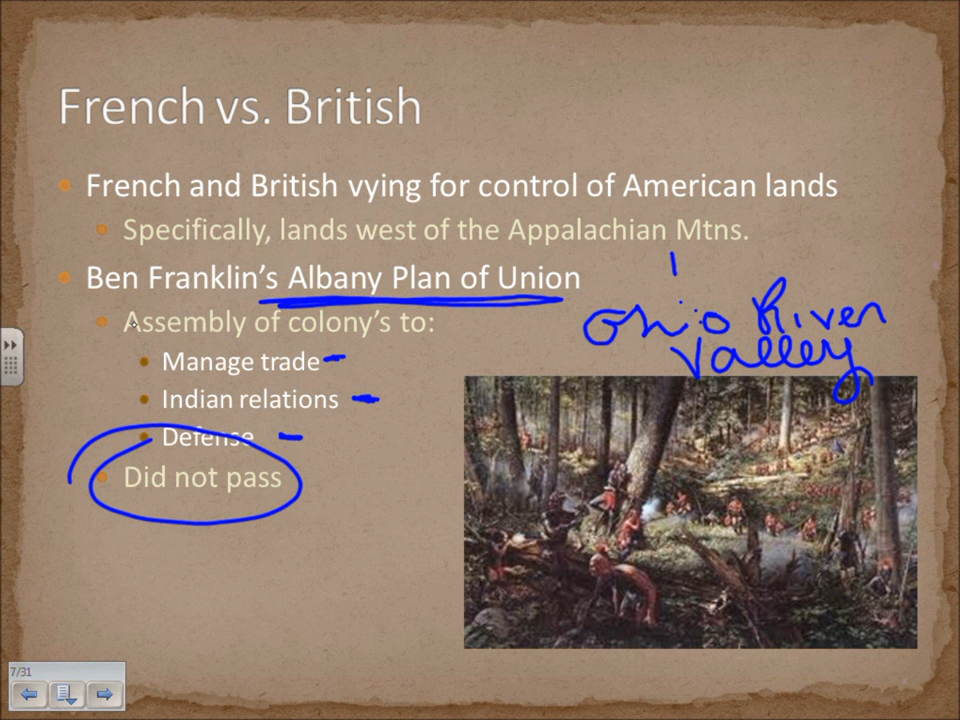 French vs. British
French and British vying for control of American lands
Specifically, lands west of the Appalachian Mtns.
Ben Franklin's Albany Plan of Union
Assembly of colony's to:
Manage trade
Indian relations
Defense
Did not pass
Ohio River
Valley
7/31